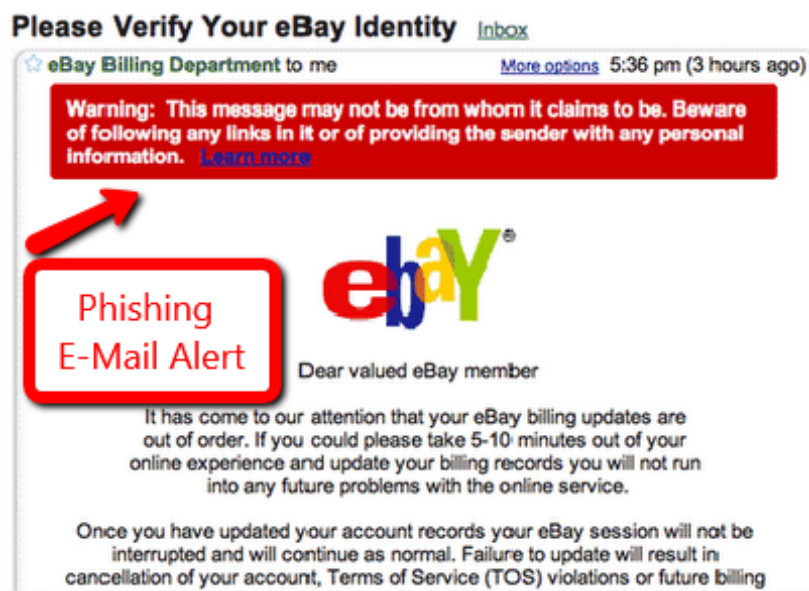 Please Verify Your eBay Identity Inbox
eBay Billing Department to me More options 5:36 pm (3 hours ago)
Warning: This message may not be from whom it claims to be. Beware
of following any links in it or of providing the sender with any personal
information. Learn more
ebaY®
Phishing
E-Mail Alert
Dear valued eBay member
It has come to our attention that your eBay billing updates are
out of order. If you could please take 5-10 minutes out of your
online experience and update your billing records you will not run
into any future problems with the online service.
Once you have updated your account records your eBay session will not be
interrupted and will continue as normal. Failure to update will result in
cancellation of your account, Terms of Service (TOS) violations or future billing